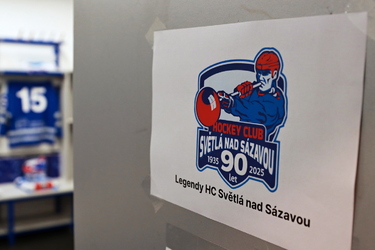 15
HOCKEY CLUB
SVĚTLÁ NAD SÁZAVOU
1935 90 2025
let
Legendy HC Světlá nad Sázavou